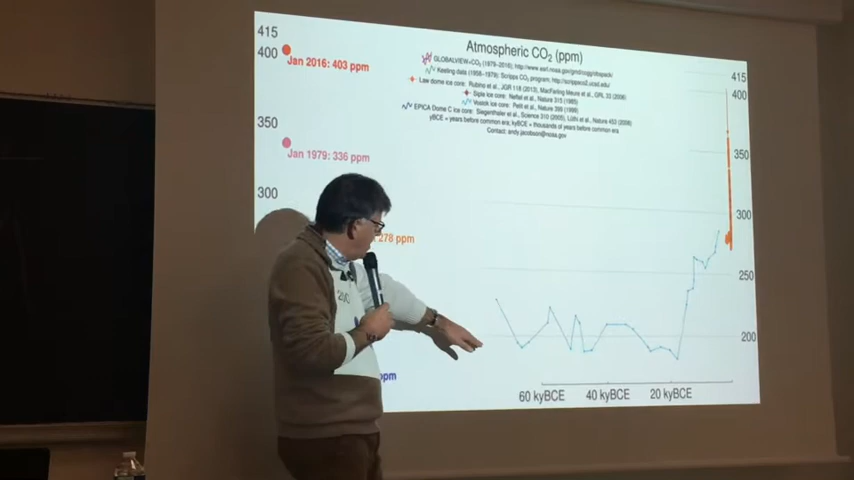 Atmospheric CO₂ (ppm)
GLOBALVIEW+CO₂ (1979–2016): http://www.esrl.noaa.gov/gmd/ccgg/obspack/
Keeling data (1958–1979): Scripps CO₂ program: http://scrippsco2.ucsd.edu
Law dome ice core: Rubino et al., JGR 118 (2013), MacFarling Meure et al., GRL 33 (2006)
Siple ice core: Neftel et al., Nature 315 (1985)
Vostok ice core: Petit et al., Nature 399 (1999)
EPICA Dome C ice core: Siegenthaler et al., Science 310 (2005), Lüthi et al., Nature 453 (2008)
yBCE = years before common era; kyBCE = thousands of years before common era
Contact: andy.jacobson@noaa.gov
415
400
Jan 2016: 403 ppm
350
Jan 1979: 336 ppm
300
278 ppm
ppm
415
400
350
300
250
200
60 kyBCE 40 kyBCE 20 kyBCE